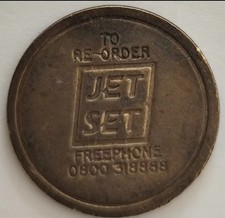 TO
RE-ORDER
JET
SET
FREEPHONE
0800 318888